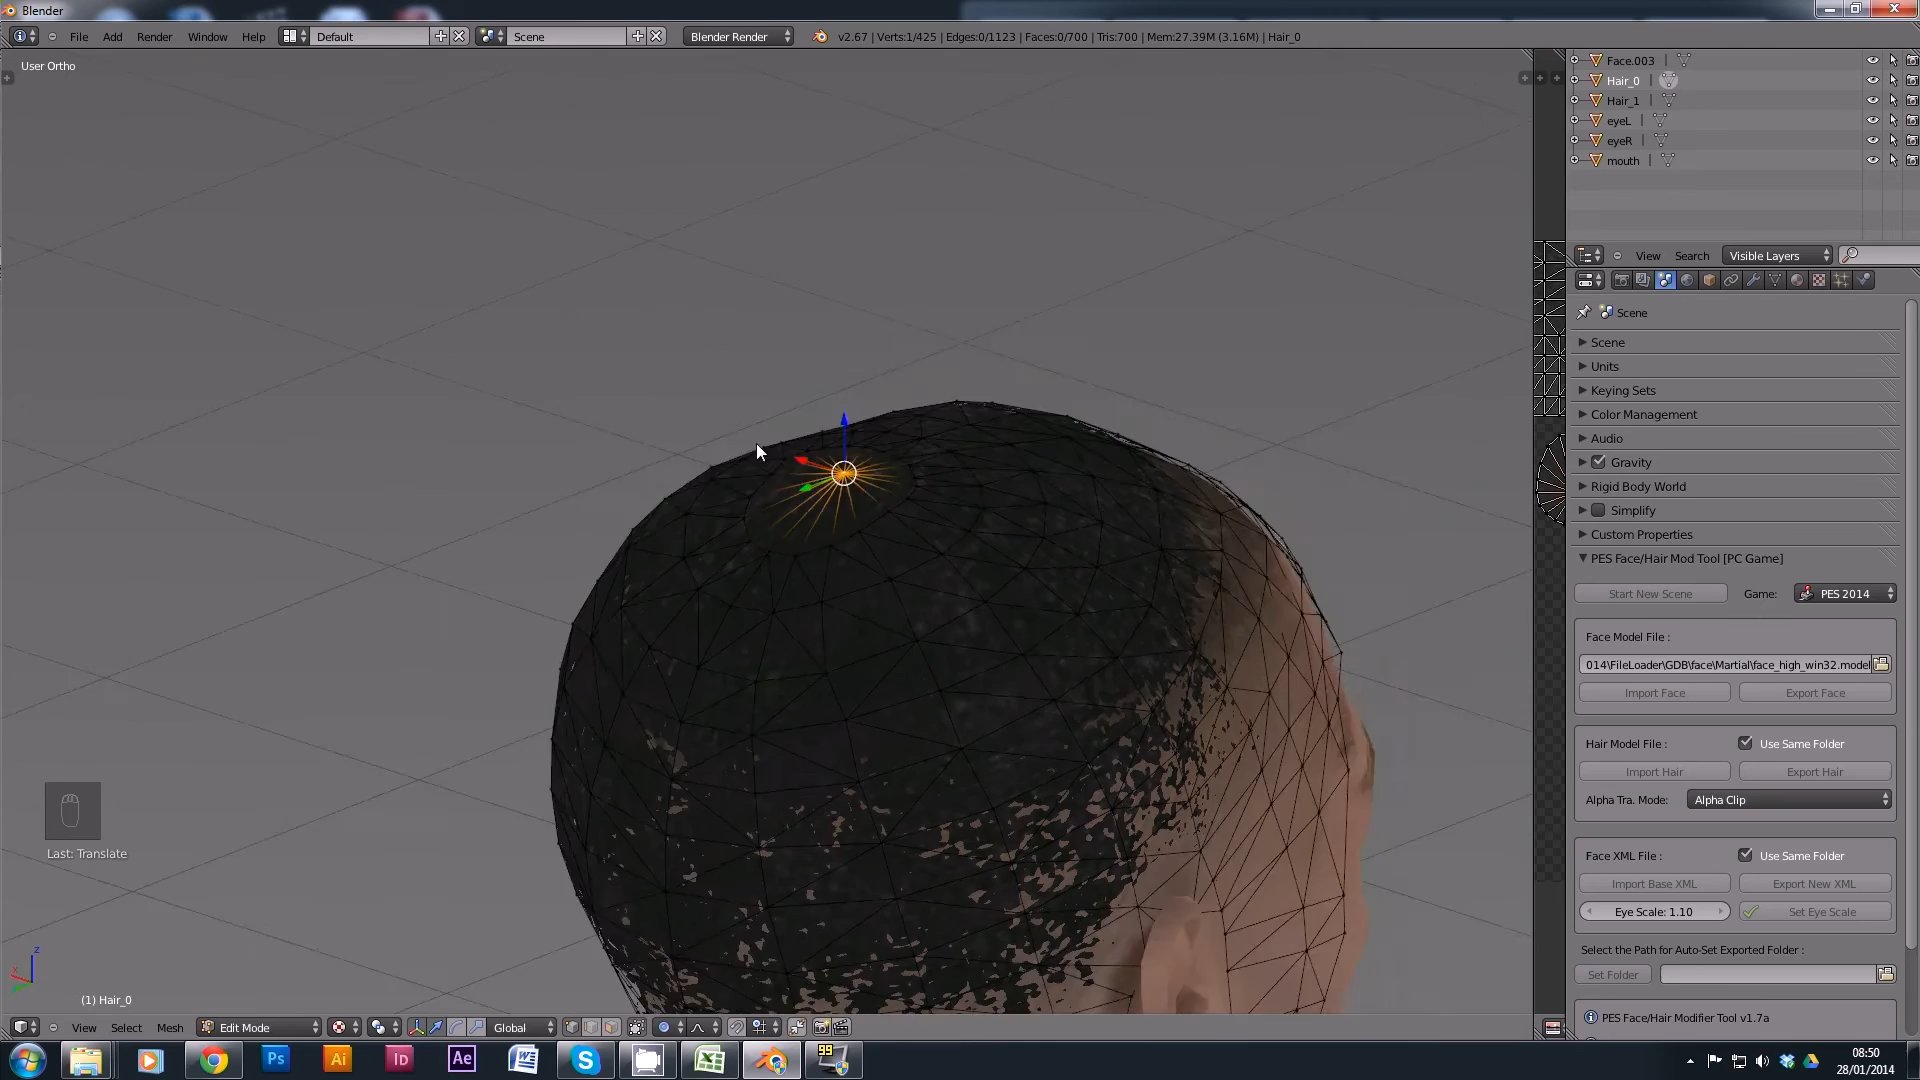 Blender
File Add Render Window Help Default Scene Blender Render v2.67 | Verts:1/425 | Edges:0/1123 | Faces:0/700 | Tris:700 | Mem:27.39M (3.16M) | Hair_0
User Ortho
Face.003
Hair_0
Hair_1
eyeL
eyeR
mouth
View Search Visible Layers
Scene
Scene
Units
Keying Sets
Color Management
Audio
Gravity
Rigid Body World
Simplify
Custom Properties
PES Face/Hair Mod Tool [PC Game]
Start New Scene Game: PES 2014
Face Model File :
014\FileLoader\GDB\face\Martial\face_high_win32.model
Import Face Export Face
Hair Model File : Use Same Folder
Import Hair Export Hair
Alpha Tra. Mode: Alpha Clip
Face XML File : Use Same Folder
Import Base XML Export New XML
Eye Scale: 1.10 Set Eye Scale
Select the Path for Auto-Set Exported Folder :
Set Folder
PES Face/Hair Modifier Tool v1.7a
Last: Translate
z
x
(1) Hair_0
View Select Mesh Edit Mode Global
Ps Ai Id Ae W S 99
08:50
28/01/2014